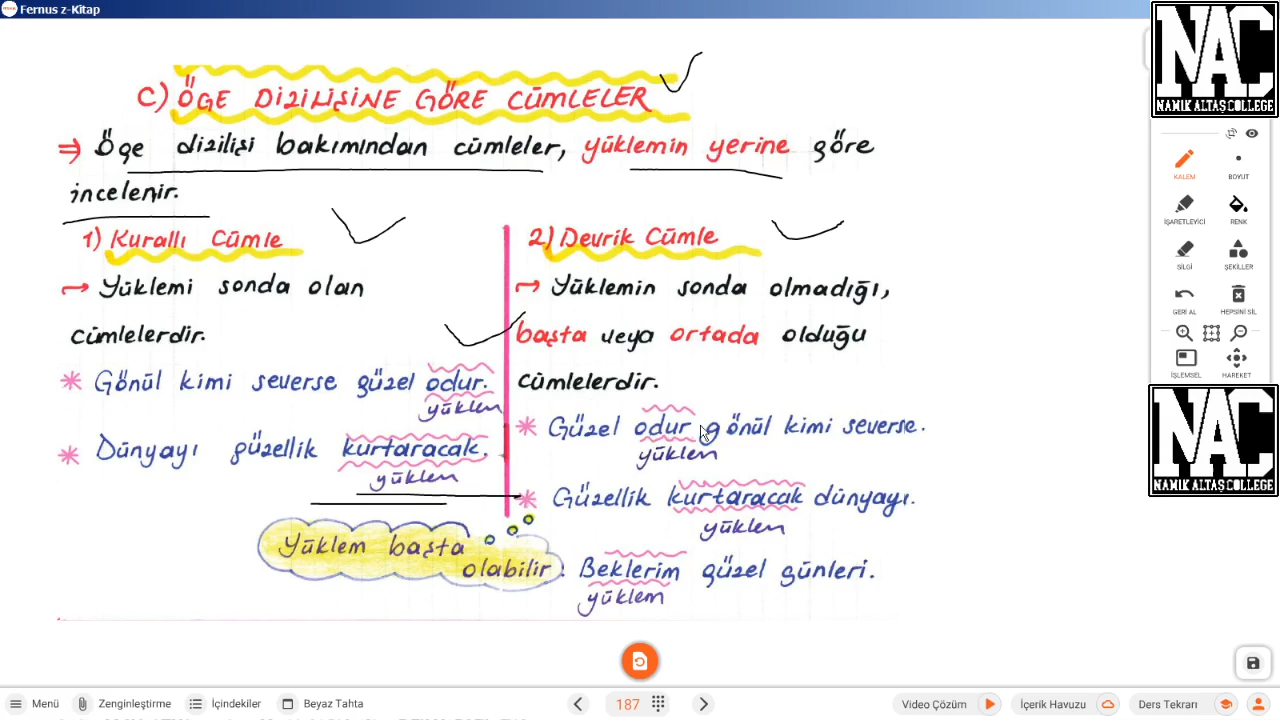 Fernus z-Kitap
NAC
NAMIK ALTAŞ COLLEGE
C) ÖGE DİZİLİŞİNE GÖRE CÜMLELER
⇒ Öge dizilişi bakımından cümleler, yüklemin yerine göre
incelenir.
1) Kurallı Cümle
→ Yüklemi sonda olan
cümlelerdir.
* Gönül kimi severse güzel odur.
yüklem
* Dünyayı güzellik kurtaracak.
yüklem
2) Devrik Cümle
→ Yüklemin sonda olmadığı,
başta veya ortada olduğu
cümlelerdir.
* Güzel odur gönül kimi severse.
yüklem
* Güzellik kurtaracak dünyayı.
yüklem
Yüklem başta
olabilir.
Beklerim güzel günleri.
yüklem
KALEM
BOYUT
İŞARETLEYİCİ
RENK
SİLGİ
ŞEKİLLER
GERİ AL
HEPSİNİ SİL
İŞLEMSEL
HAREKET
NAC
NAMIK ALTAŞ COLLEGE
Menü
Zenginleştirme
İçindekiler
Beyaz Tahta
187
Video Çözüm
İçerik Havuzu
Ders Tekrarı